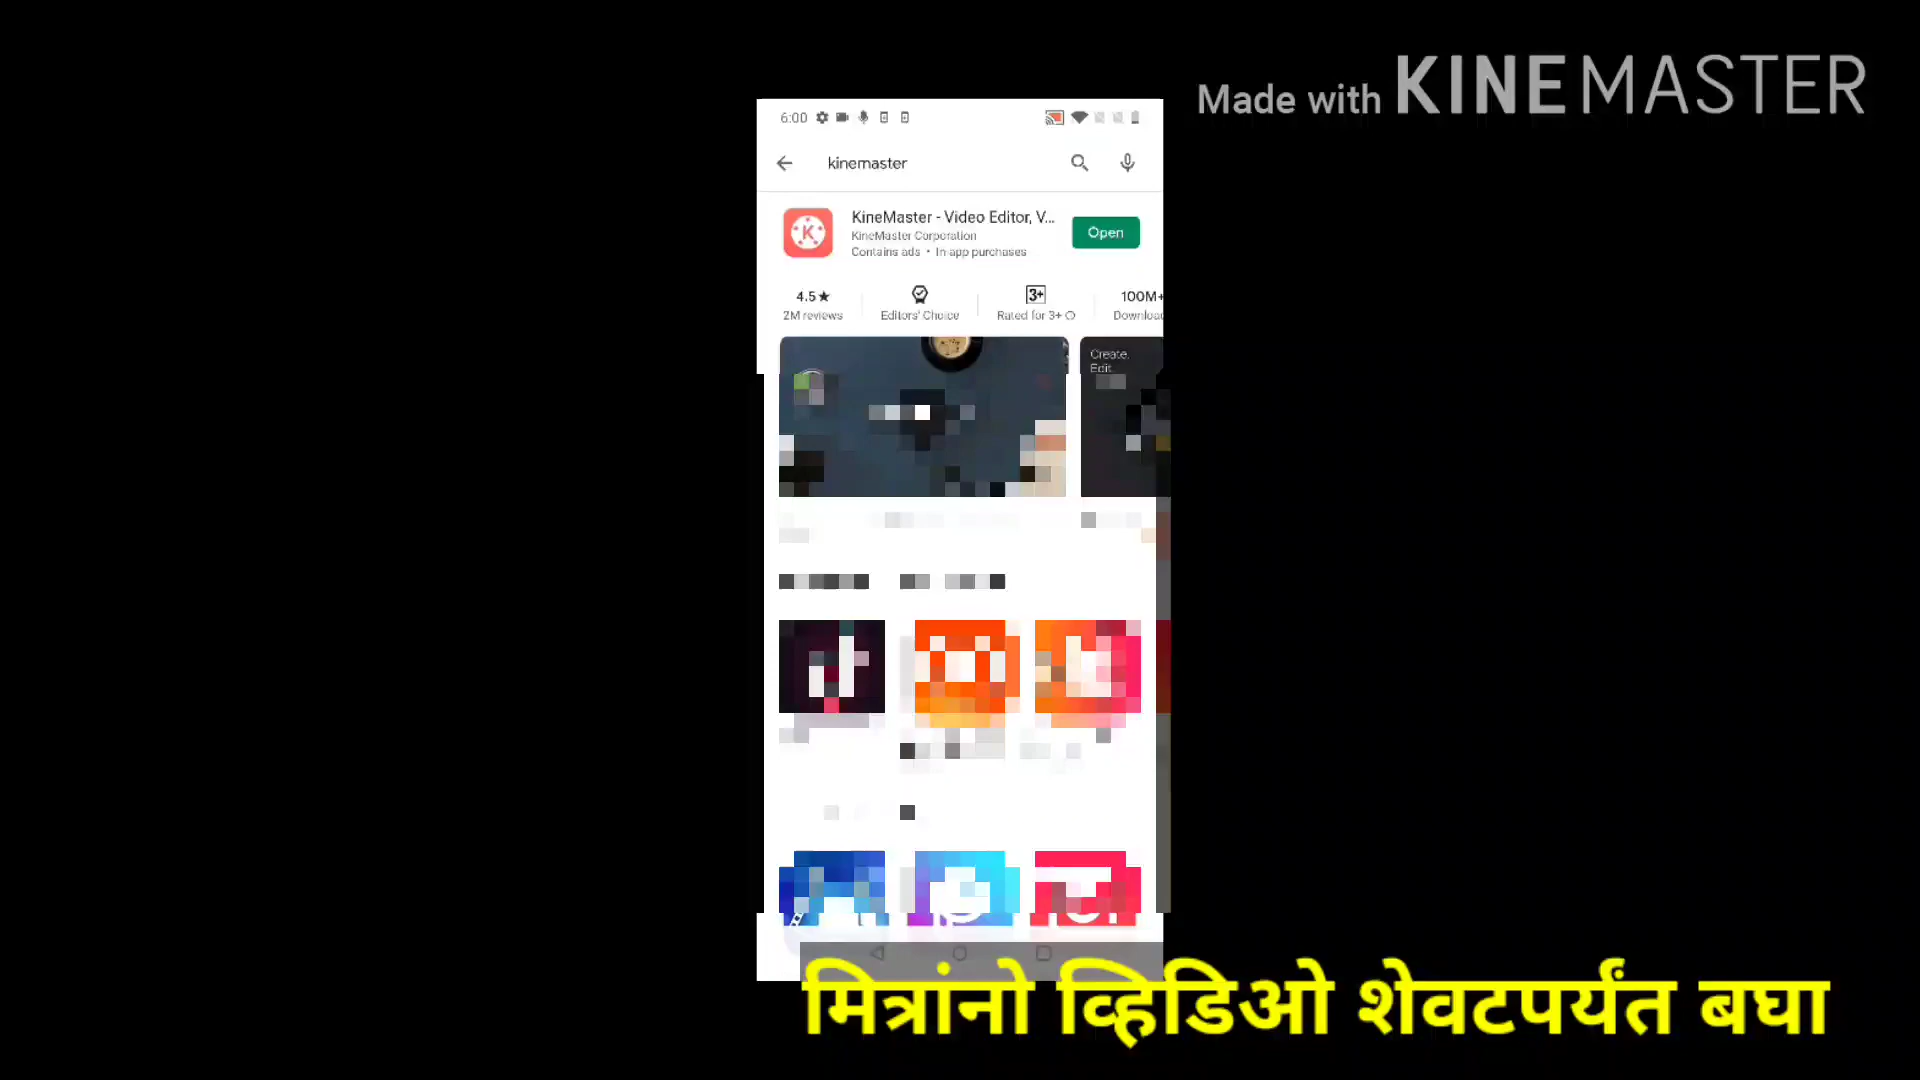 Made with KINEMASTER
6:00
kinemaster
KineMaster - Video Editor, V...
KineMaster Corporation
Contains ads • In-app purchases
Open
4.5★
2M reviews
Editors' Choice
3+
Rated for 3+
100M+
Create.
Edit.
मित्रांनो व्हिडिओ शेवटपर्यंत बघा